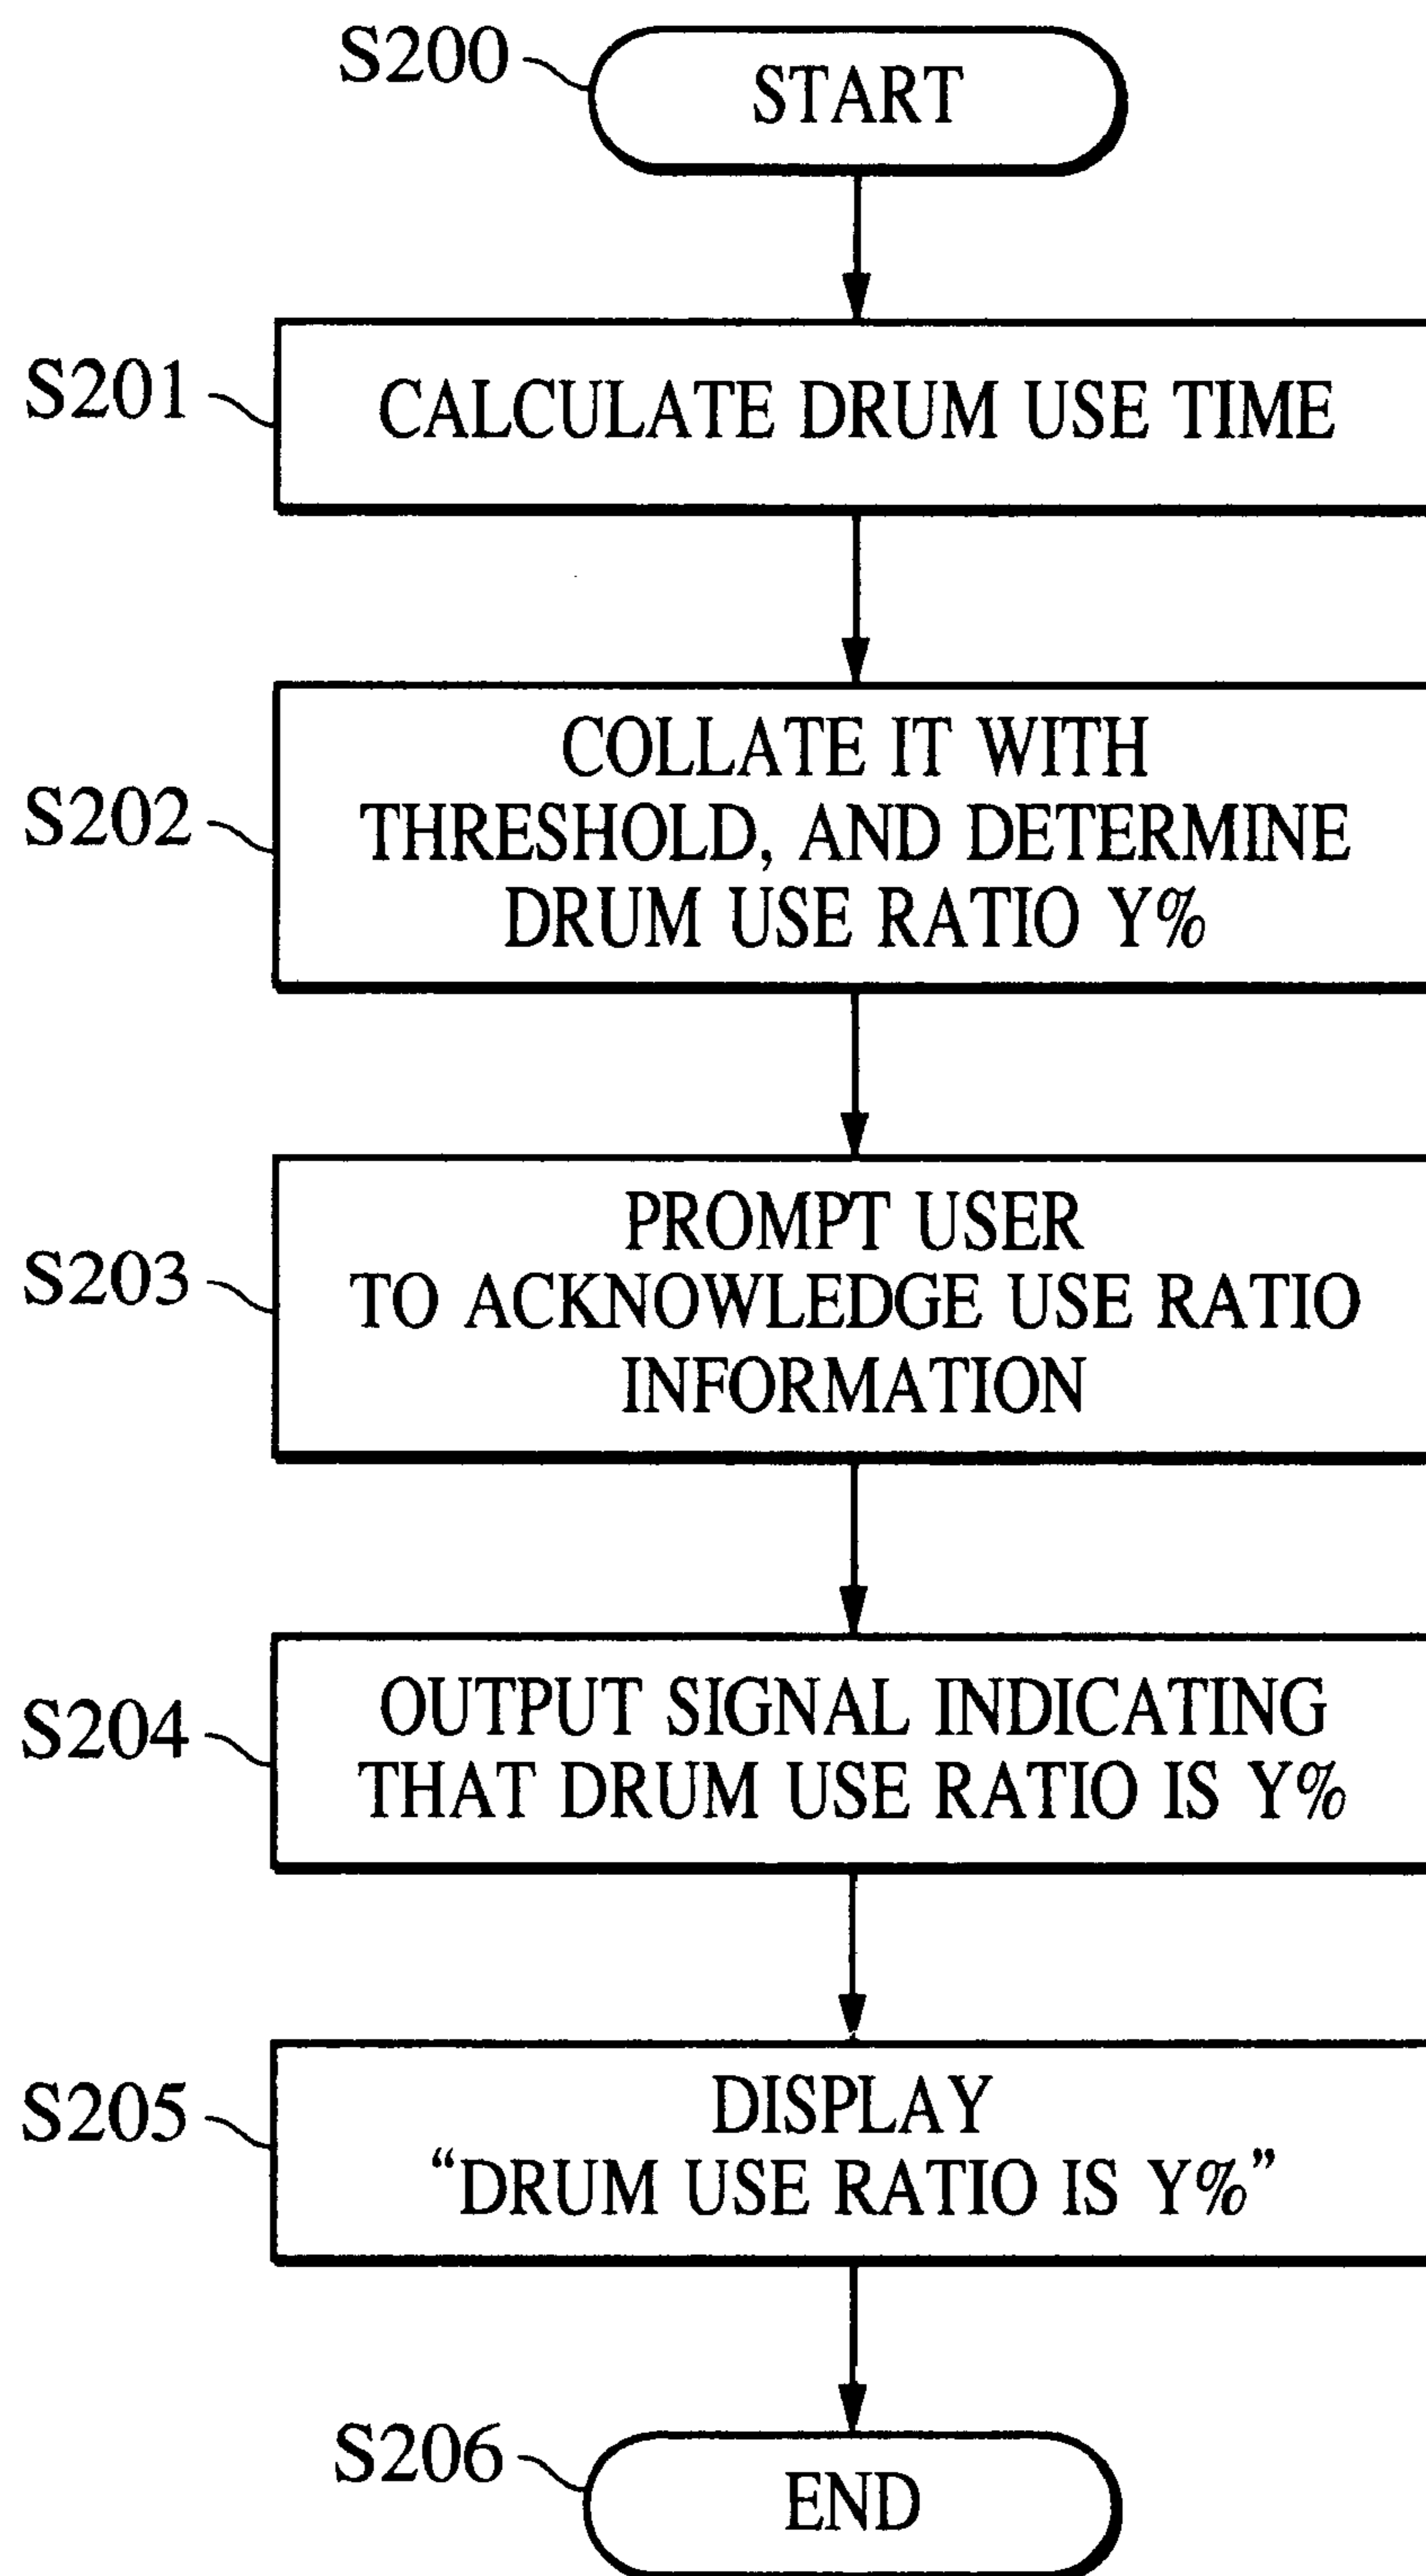 S200
START
S201
CALCULATE DRUM USE TIME
S202
COLLATE IT WITH
THRESHOLD, AND DETERMINE
DRUM USE RATIO Y%
S203
PROMPT USER
TO ACKNOWLEDGE USE RATIO
INFORMATION
S204
OUTPUT SIGNAL INDICATING
THAT DRUM USE RATIO IS Y%
S205
DISPLAY
“DRUM USE RATIO IS Y%”
S206
END